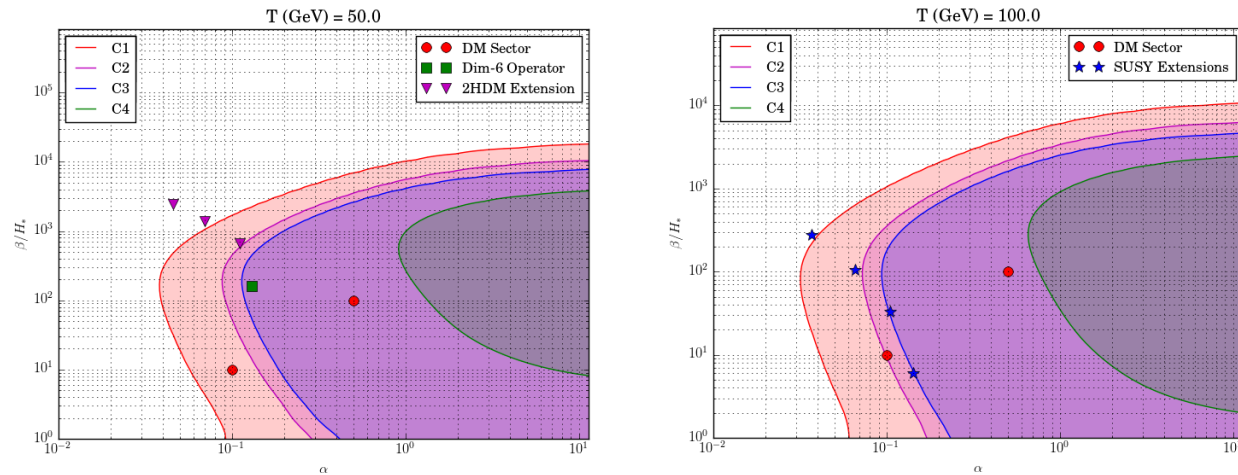 T (GeV) = 50.0
C1
C2
C3
C4
DM Sector
Dim-6 Operator
2HDM Extension
10^5
10^4
10^3
10^2
10^1
10^0
β/H*
10^-2
10^-1
10^0
10^1
α
T (GeV) = 100.0
C1
C2
C3
C4
DM Sector
SUSY Extensions
10^4
10^3
10^2
10^1
10^0
β/H*
10^-2
10^-1
10^0
10^1
α